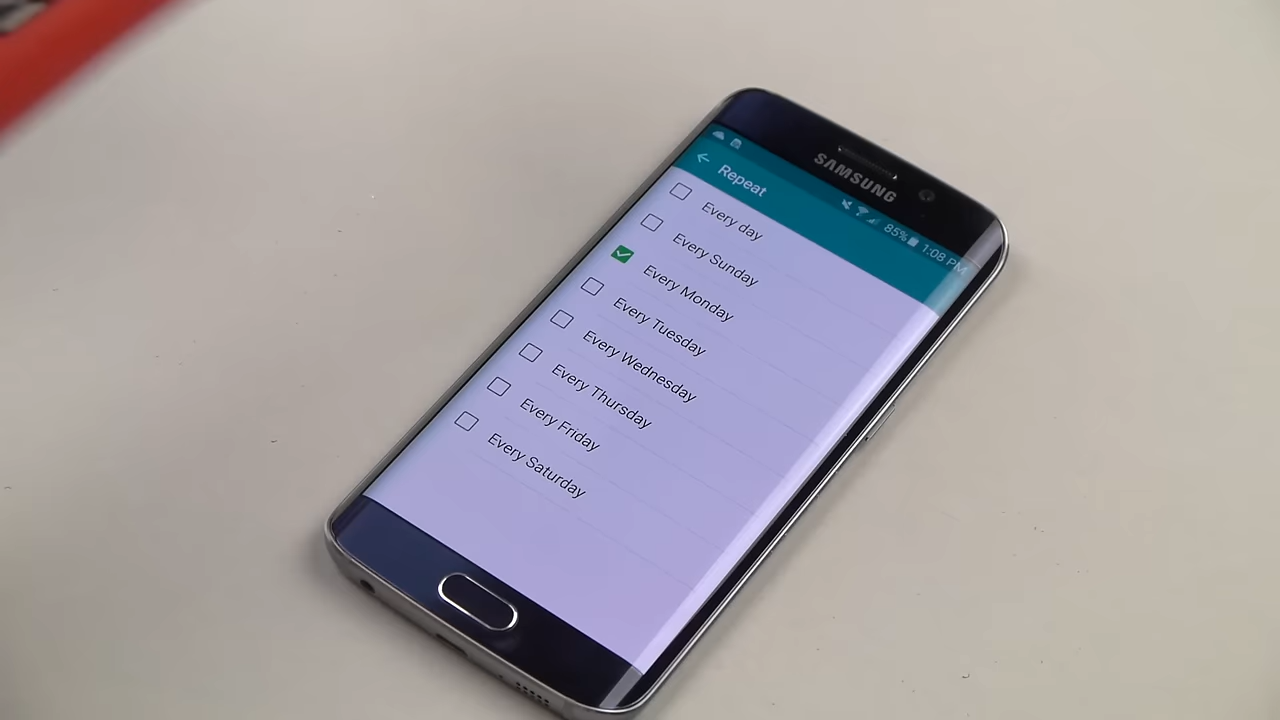 SAMSUNG
85% 1:08 PM
Repeat
Every day
Every Sunday
Every Monday
Every Tuesday
Every Wednesday
Every Thursday
Every Friday
Every Saturday